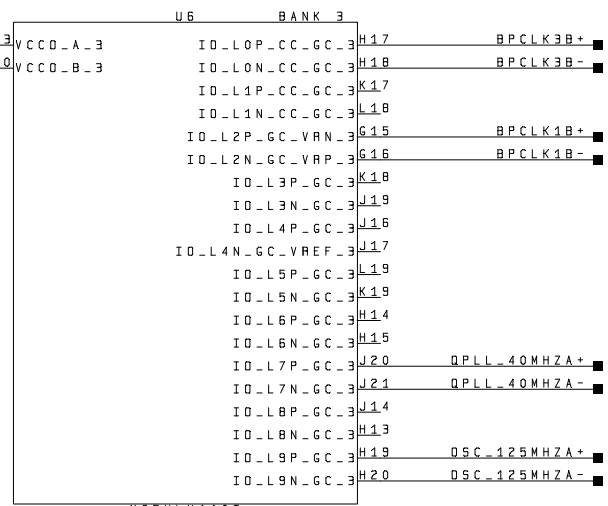 U6 BANK 3
3 VCCO_A_3 IO_L0P_CC_GC_3 H17 BPCLK3B+
0 VCCO_B_3 IO_L0N_CC_GC_3 H18 BPCLK3B-
IO_L1P_CC_GC_3 K17
IO_L1N_CC_GC_3 L18
IO_L2P_GC_VRN_3 G15 BPCLK1B+
IO_L2N_GC_VRP_3 G16 BPCLK1B-
IO_L3P_GC_3 K18
IO_L3N_GC_3 J19
IO_L4P_GC_3 J16
IO_L4N_GC_VREF_3 J17
IO_L5P_GC_3 L19
IO_L5N_GC_3 K19
IO_L6P_GC_3 H14
IO_L6N_GC_3 H15
IO_L7P_GC_3 J20 QPLL_40MHZA+
IO_L7N_GC_3 J21 QPLL_40MHZA-
IO_L8P_GC_3 J14
IO_L8N_GC_3 H13
IO_L9P_GC_3 H19 OSC_125MHZA+
IO_L9N_GC_3 H20 OSC_125MHZA-